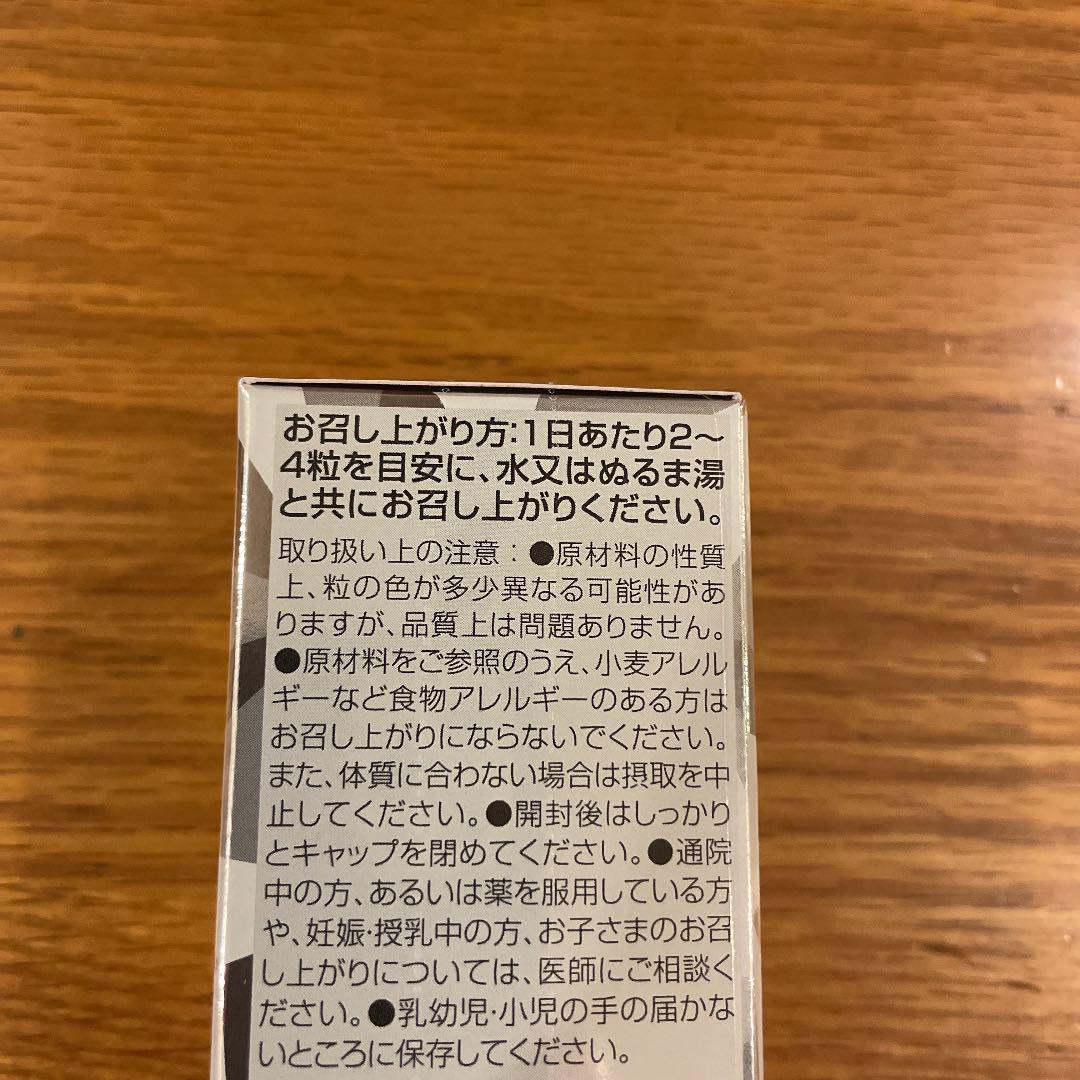 お召し上がり方:1日あたり2〜
4粒を目安に、水又はぬるま湯
と共にお召し上がりください。
取り扱い上の注意:●原材料の性質
上、粒の色が多少異なる可能性があ
りますが、品質上は問題ありません。
●原材料をご参照のうえ、小麦アレル
ギーなど食物アレルギーのある方は
お召し上がりにならないでください。
また、体質に合わない場合は摂取を中
止してください。●開封後はしっかり
とキャップを閉めてください。●通院
中の方、あるいは薬を服用している方
や、妊娠・授乳中の方、お子さまのお召
し上がりについては、医師にご相談く
ださい。●乳幼児・小児の手の届かな
いところに保存してください。